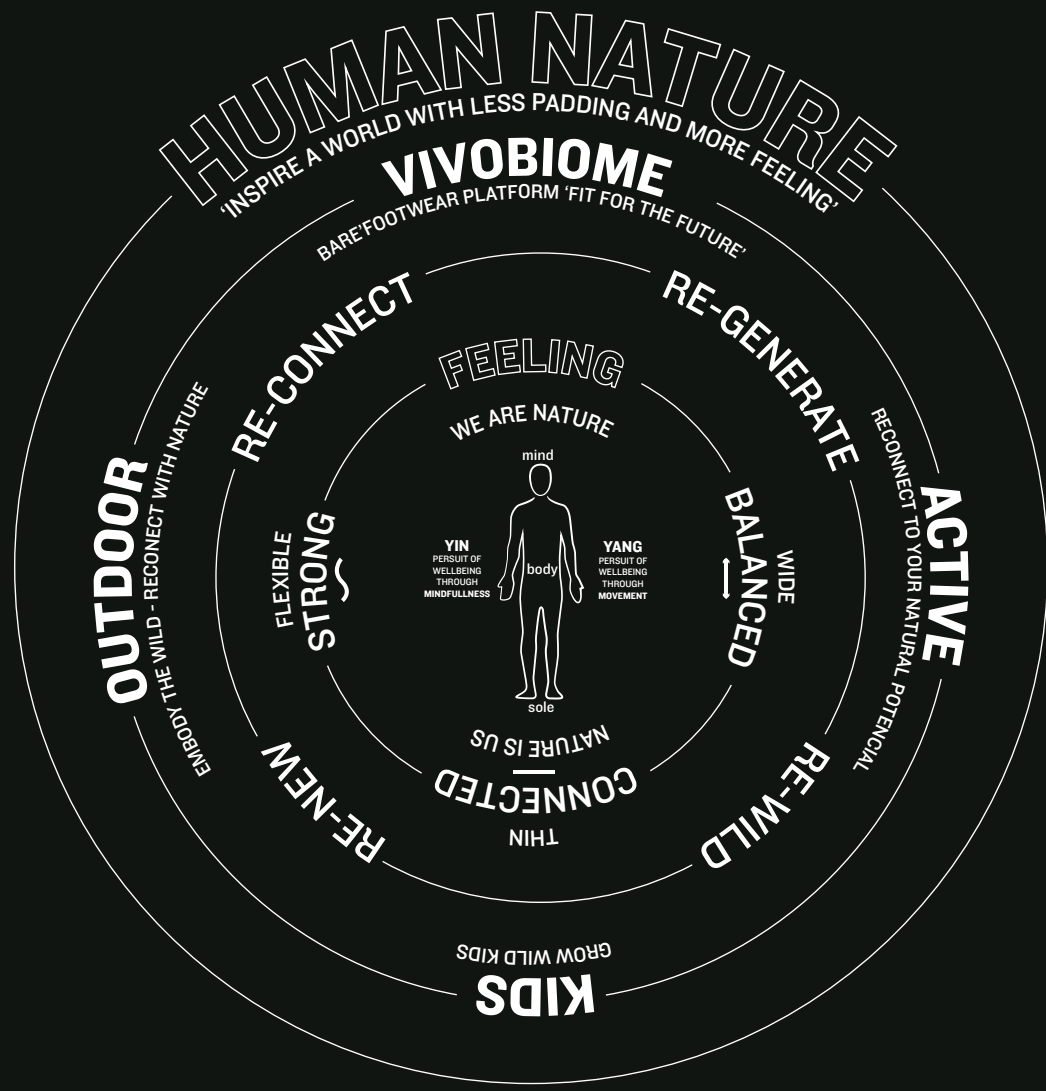 HUMAN NATURE
‘INSPIRE A WORLD WITH LESS PADDING AND MORE FEELING’
VIVOBIOME
BARE’FOOTWEAR PLATFORM ‘FIT FOR THE FUTURE’
RE-CONNECT
RE-GENERATE
FEELING
WE ARE NATURE
mind
OUTDOOR
EMBODY THE WILD - RECONECT WITH NATURE
FLEXIBLE
STRONG
YIN
PERSUIT OF
WELLBEING
THROUGH
MINDFULLNESS
body
YANG
PERSUIT OF
WELLBEING
THROUGH
MOVEMENT
BALANCED
WIDE
RECONNECT TO YOUR NATURAL POTENCIAL
ACTIVE
sole
NATURE IS US
CONNECTED
THIN
RE-NEW
RE-WILD
GROW WILD KIDS
KIDS